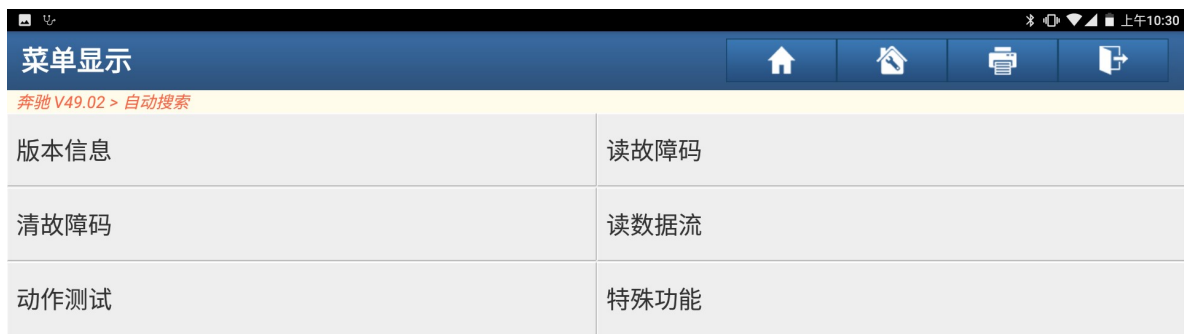 上午10:30
菜单显示
奔驰 V49.02 > 自动搜索
版本信息
读故障码
清故障码
读数据流
动作测试
特殊功能